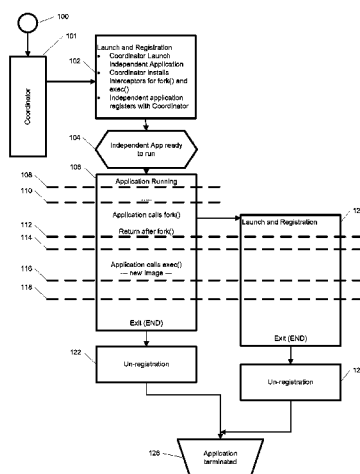 100
101
Coordinator
Launch and Registration
102
• Coordinator Launch
Independent Application
• Coordinator Installs
Interceptors for fork() and
exec()
• Independent application
registers with Coordinator
104
Independent App ready
to run
106
Application Running
108
110
Application calls fork()
12
Launch and Registration
112
Return after fork()
114
Application calls exec()
116
--- new Image ---
118
Exit (END)
Exit (END)
122
Un-registration
12
Un-registration
126
Application
terminated